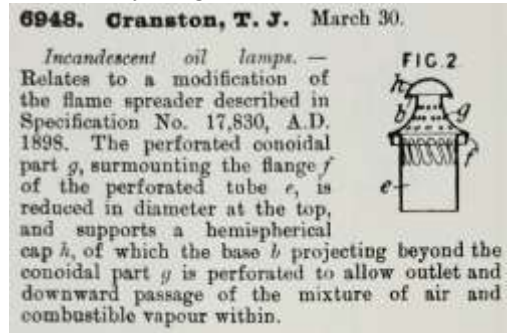 6948. Cranston, T. J. March 30.
Incandescent oil lamps. —
Relates to a modification of
the flame spreader described in
Specification No. 17,830, A.D.
1898. The perforated conoidal
part g, surmounting the flange f
of the perforated tube e, is
reduced in diameter at the top,
and supports a hemispherical
cap h, of which the base b projecting beyond the
conoidal part g is perforated to allow outlet and
downward passage of the mixture of air and
combustible vapour within.
FIG. 2
h
b
g
f
e